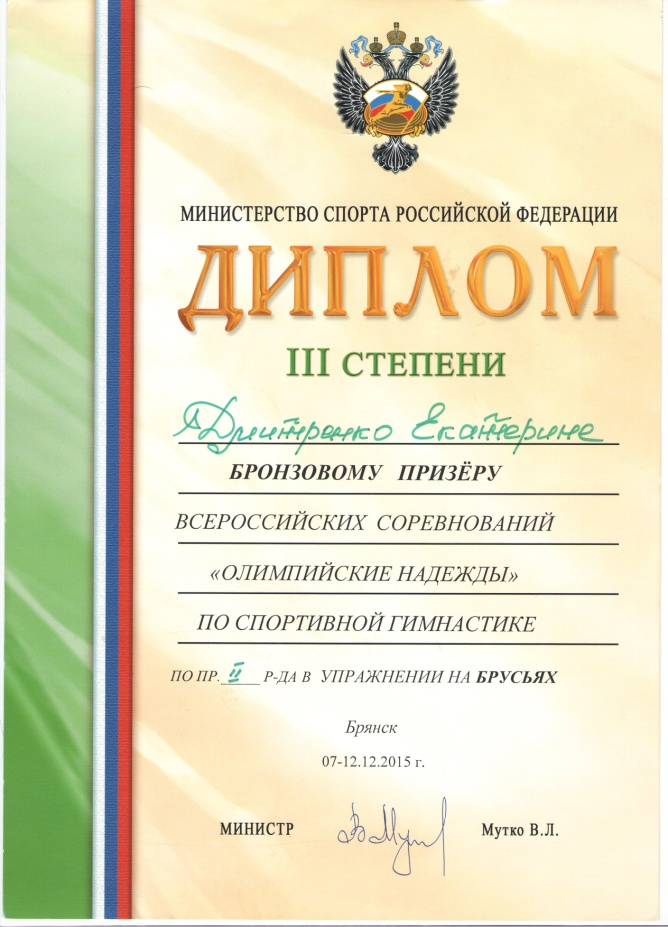 МИНИСТЕРСТВО СПОРТА РОССИЙСКОЙ ФЕДЕРАЦИИ
ДИПЛОМ
III СТЕПЕНИ
Дмитренко Екатерине
БРОНЗОВОМУ ПРИЗЁРУ
ВСЕРОССИЙСКИХ СОРЕВНОВАНИЙ
«ОЛИМПИЙСКИЕ НАДЕЖДЫ»
ПО СПОРТИВНОЙ ГИМНАСТИКЕ
ПО ПР. II Р-ДА В УПРАЖНЕНИИ НА БРУСЬЯХ
Брянск
07-12.12.2015 г.
МИНИСТР Мутко В.Л.